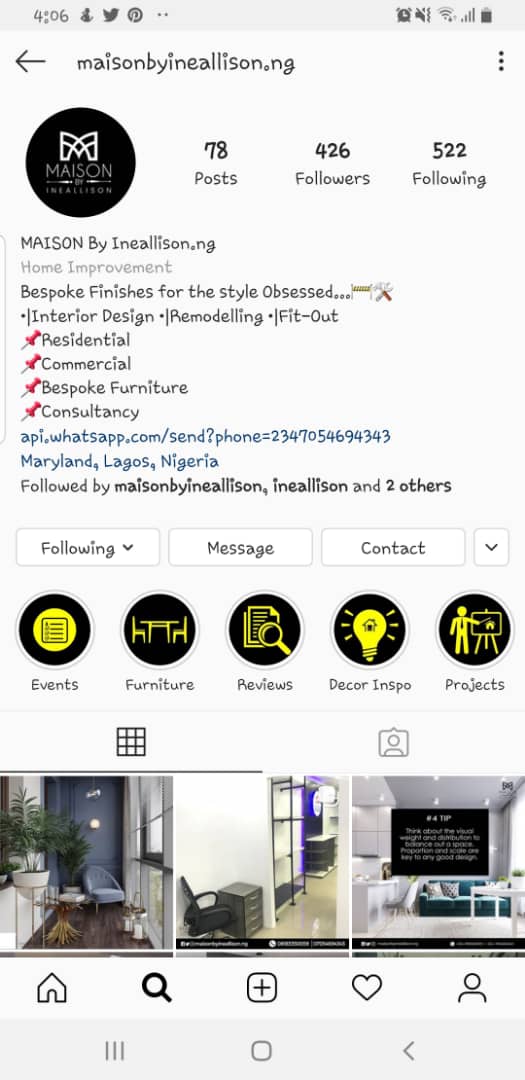 4:06
maisonbyineallison.ng
MAISON
BY
INEALLISON
78
Posts
426
Followers
522
Following
MAISON By Ineallison.ng
Home Improvement
Bespoke Finishes for the style Obsessed...🚧🛠
•|Interior Design •|Remodelling •|Fit-Out
📌Residential
📌Commercial
📌Bespoke Furniture
📌Consultancy
api.whatsapp.com/send?phone=2347054694343
Maryland, Lagos, Nigeria
Followed by maisonbyineallison, ineallison and 2 others
Following
Message
Contact
Events
Furniture
Reviews
Decor Inspo
Projects
#4 TIP
Think about the visual
weight and distribution to
balance out a space.
Proportion and scale are
key to any good design.
@maisonbyineallison.ng